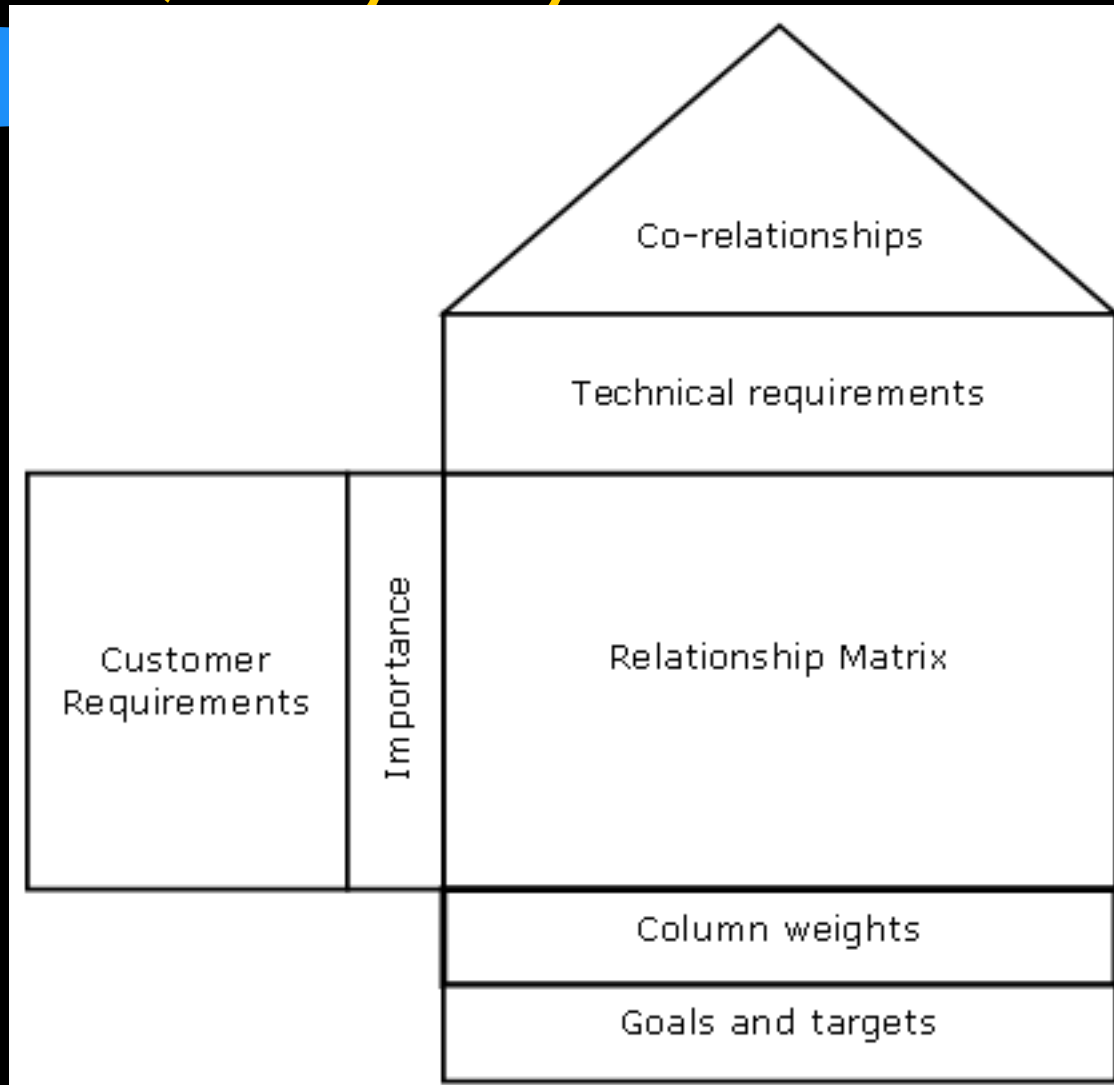 Co-relationships
Technical requirements
Customer
Requirements
Importance
Relationship Matrix
Column weights
Goals and targets